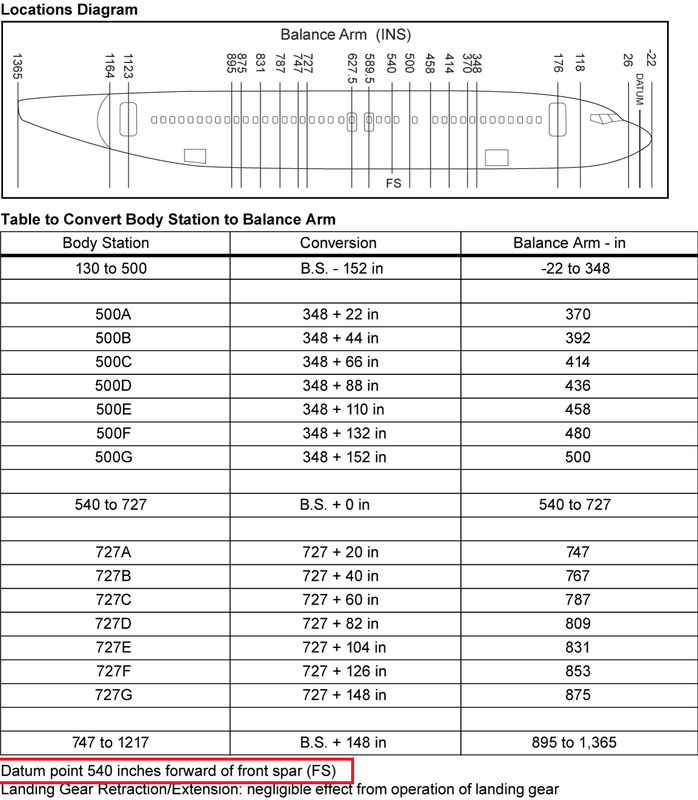 Locations Diagram
Balance Arm (INS)
1365 1164 1123 895 875 831 787 747 727 627.5 589.5 540 500 458 414 370 348 176 118 26 DATUM -22
FS
Table to Convert Body Station to Balance Arm
Body Station Conversion Balance Arm - in
130 to 500 B.S. - 152 in -22 to 348
500A 348 + 22 in 370
500B 348 + 44 in 392
500C 348 + 66 in 414
500D 348 + 88 in 436
500E 348 + 110 in 458
500F 348 + 132 in 480
500G 348 + 152 in 500
540 to 727 B.S. + 0 in 540 to 727
727A 727 + 20 in 747
727B 727 + 40 in 767
727C 727 + 60 in 787
727D 727 + 82 in 809
727E 727 + 104 in 831
727F 727 + 126 in 853
727G 727 + 148 in 875
747 to 1217 B.S. + 148 in 895 to 1,365
Datum point 540 inches forward of front spar (FS)
Landing Gear Retraction/Extension: negligible effect from operation of landing gear